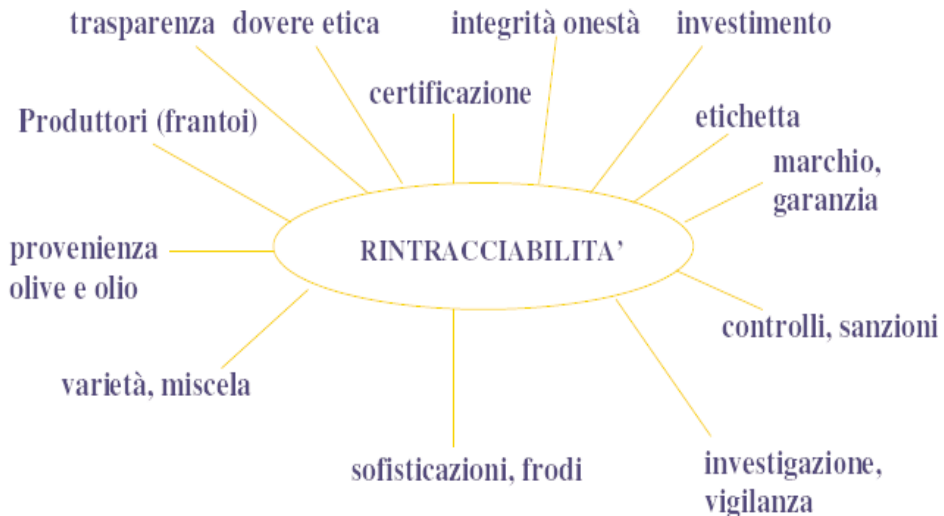 trasparenza dovere etica integrità onestà investimento
certificazione
Produttori (frantoi)
etichetta
marchio,
garanzia
provenienza
olive e olio
RINTRACCIABILITA’
controlli, sanzioni
varietà, miscela
sofisticazioni, frodi
investigazione,
vigilanza